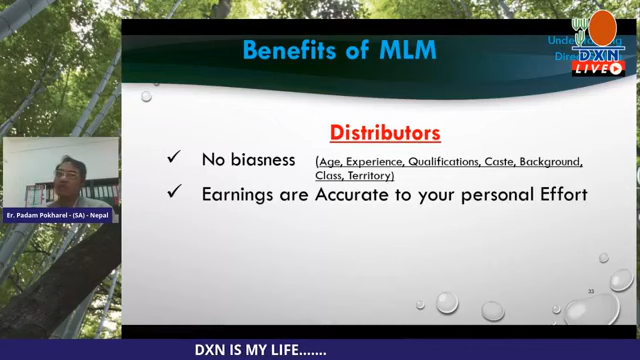 Benefits of MLM
DXN
LIVE
Distributors
✓ No biasness (Age, Experience, Qualifications, Caste, Background,
Class, Territory)
✓ Earnings are Accurate to your personal Effort
Er. Padam Pokharel - (SA) - Nepal
33
DXN IS MY LIFE.......